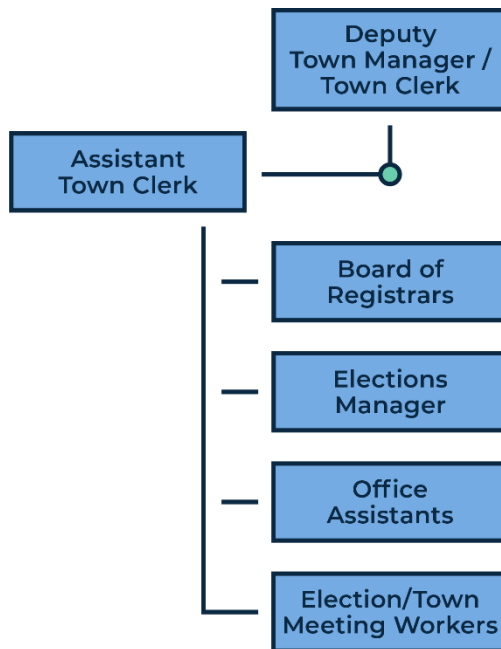 Deputy
Town Manager /
Town Clerk
Assistant
Town Clerk
Board of
Registrars
Elections
Manager
Office
Assistants
Election/Town
Meeting Workers